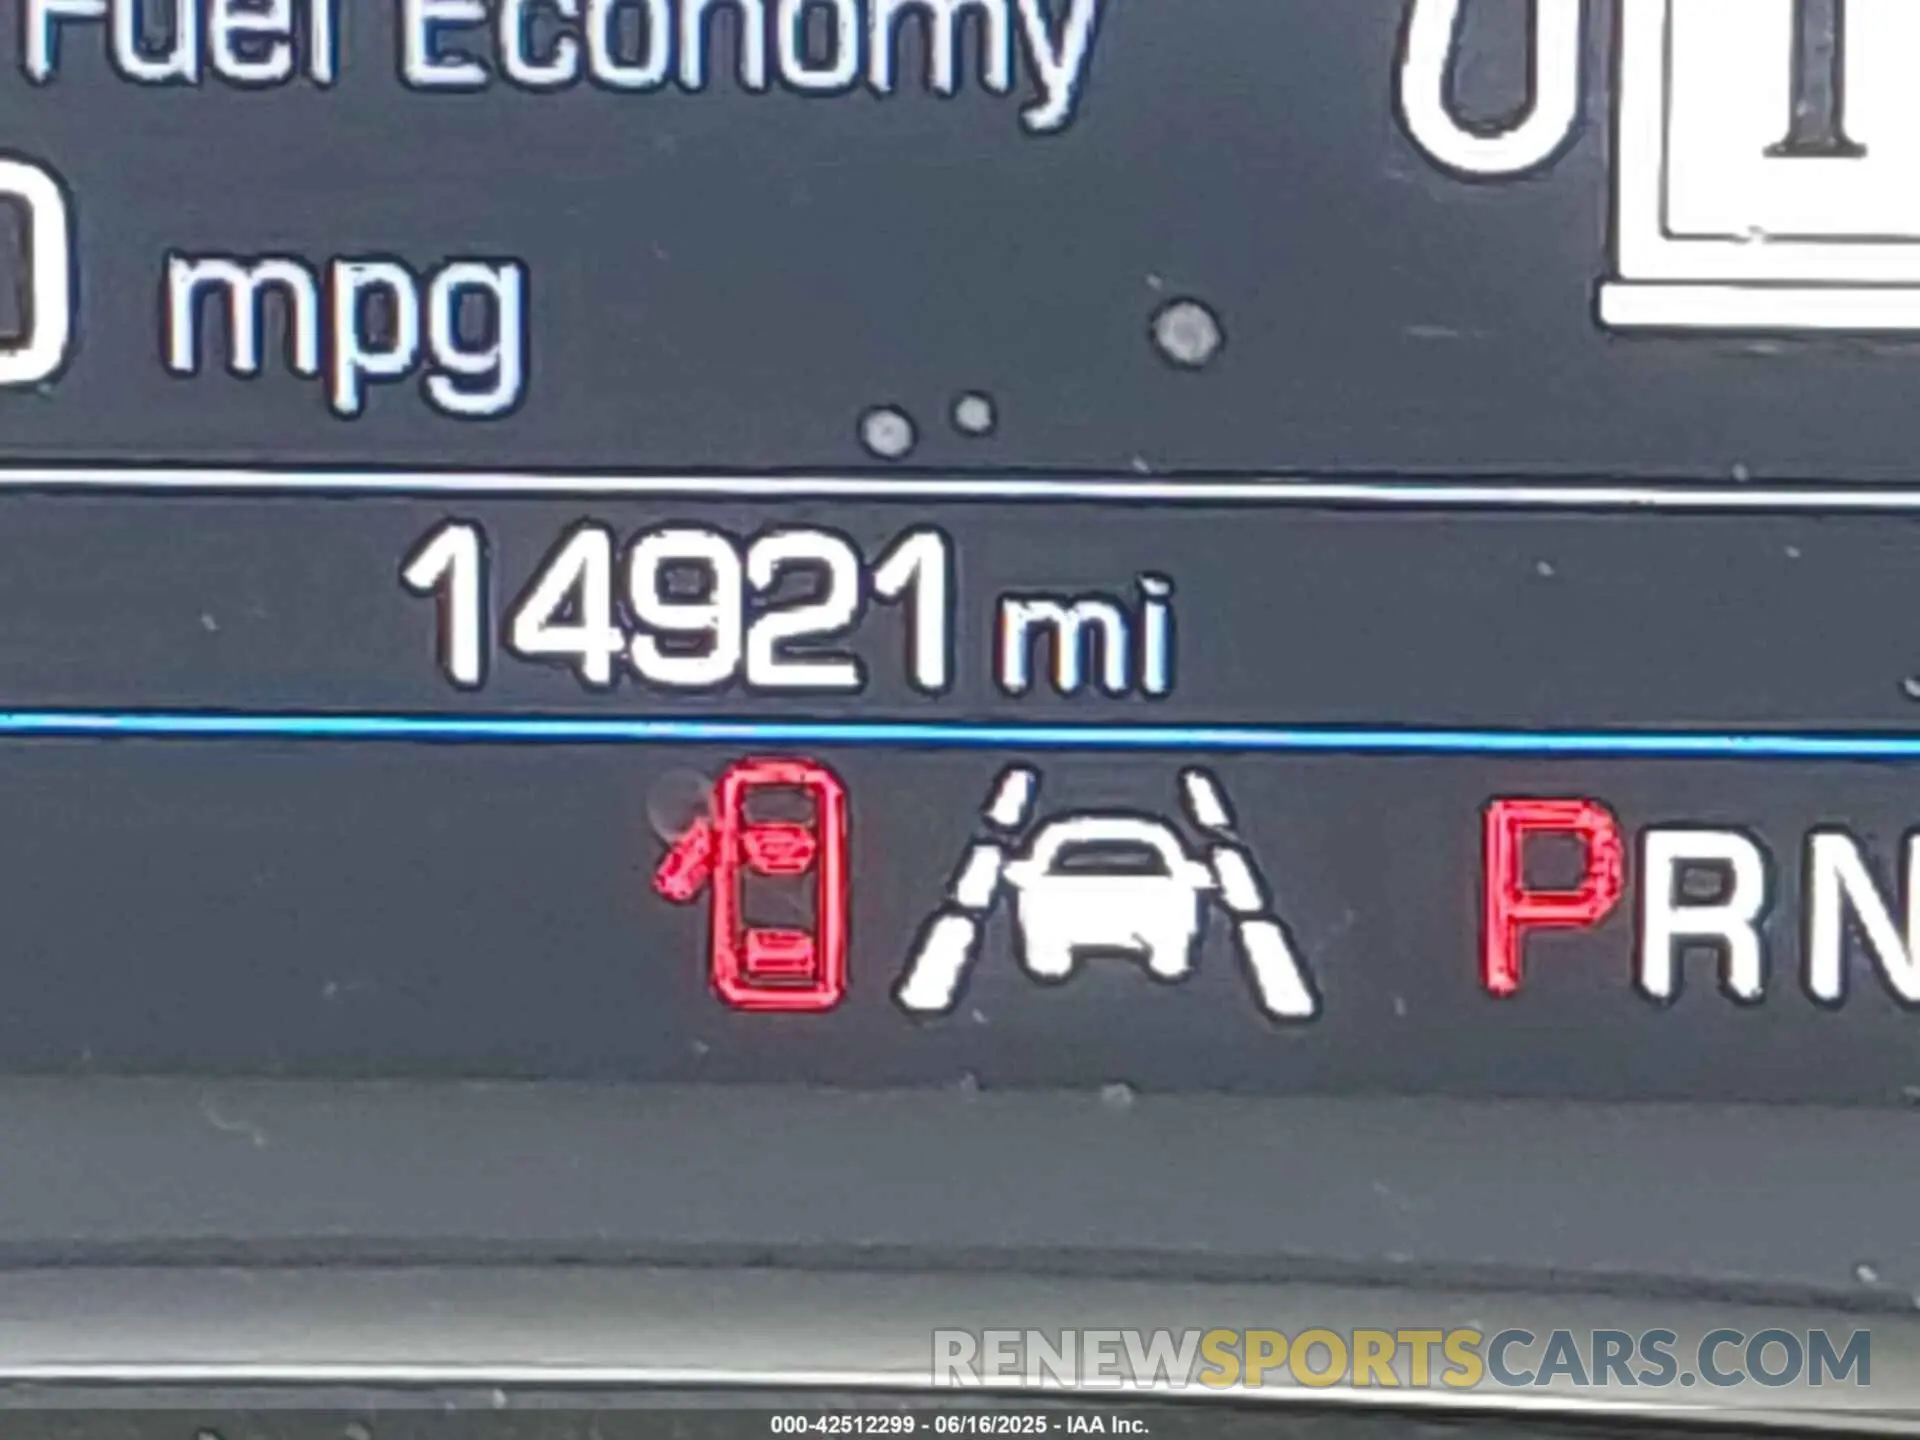 Fuel Economy
mpg
14921 mi
PRN
RENEWSPORTSCARS.COM
000-42512299 - 06/16/2025 - IAA Inc.